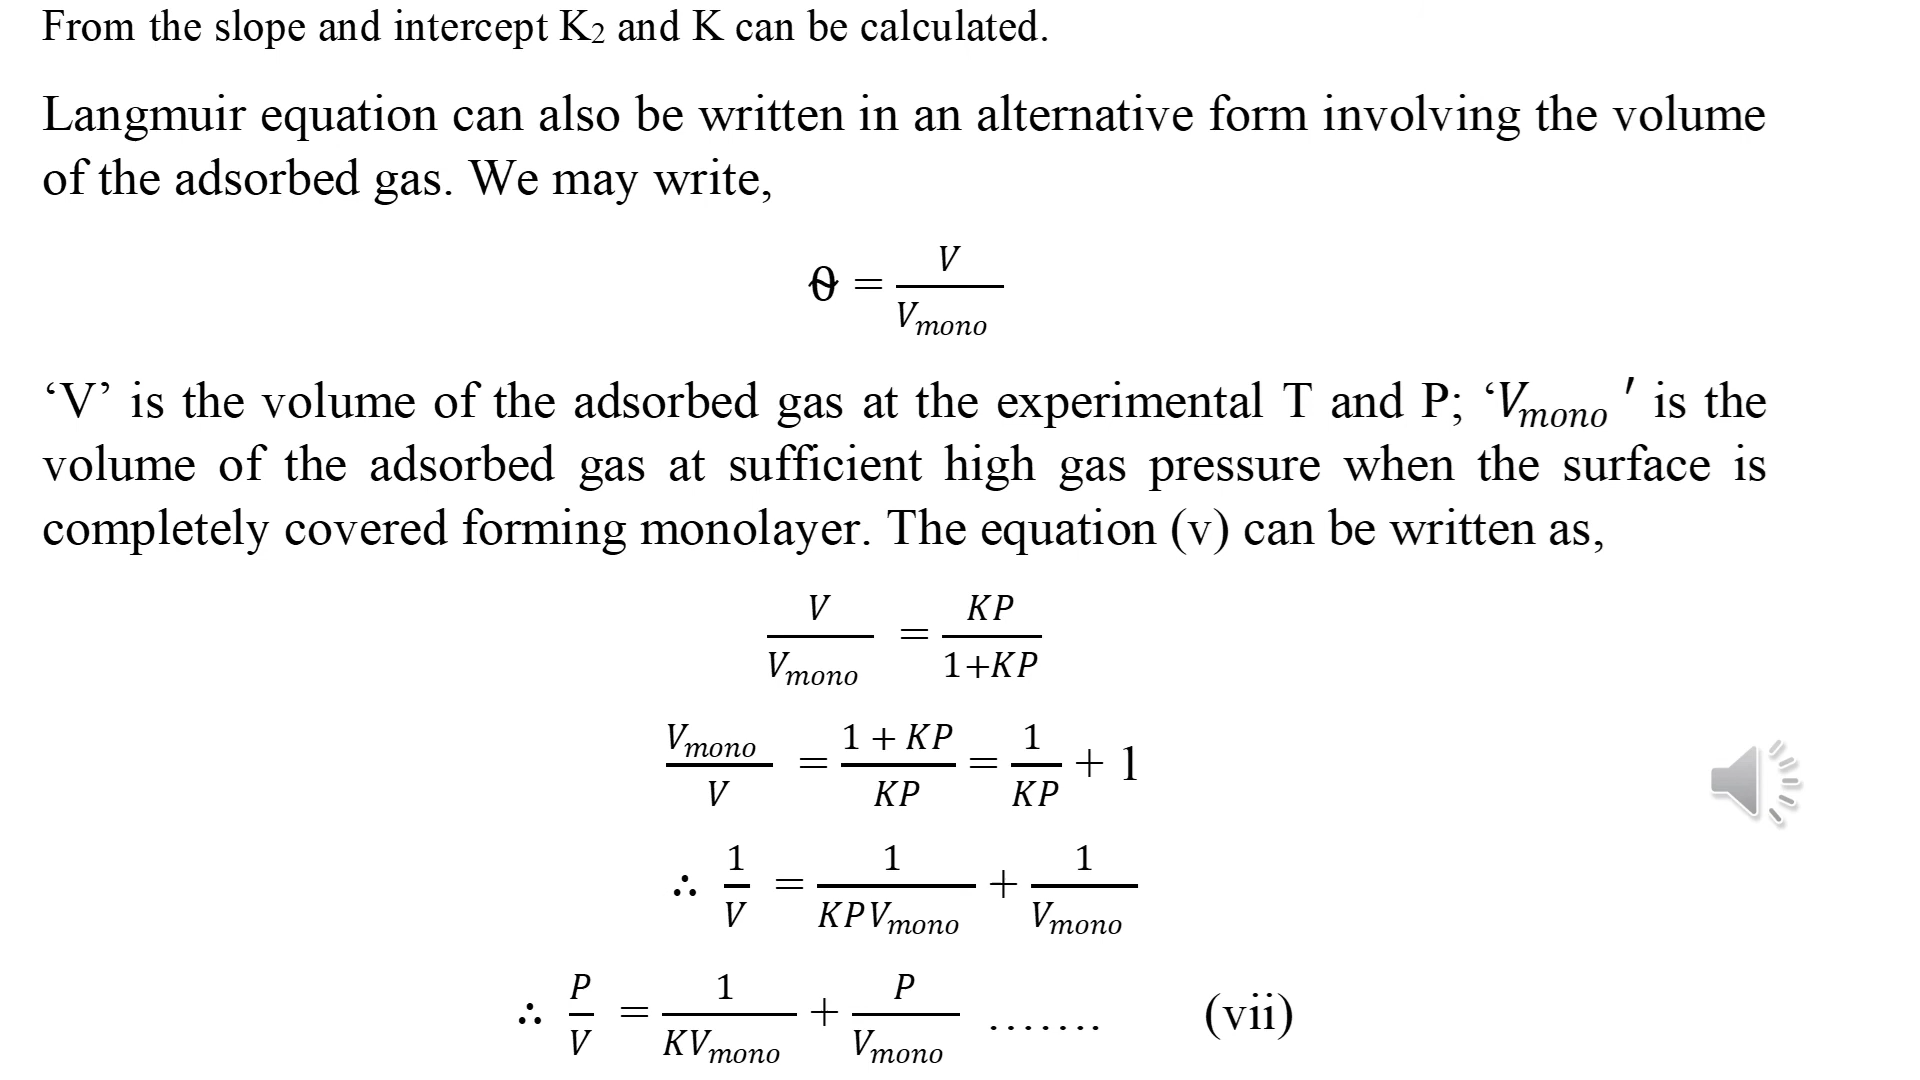 From the slope and intercept K₂ and K can be calculated.
Langmuir equation can also be written in an alternative form involving the volume
of the adsorbed gas. We may write,
θ = V / V_mono
‘V’ is the volume of the adsorbed gas at the experimental T and P; ‘V_mono ′ is the
volume of the adsorbed gas at sufficient high gas pressure when the surface is
completely covered forming monolayer. The equation (v) can be written as,
V / V_mono = KP / 1+KP
V_mono / V = 1 + KP / KP = 1 / KP + 1
∴ 1 / V = 1 / KPV_mono + 1 / V_mono
∴ P / V = 1 / KV_mono + P / V_mono ……. (vii)